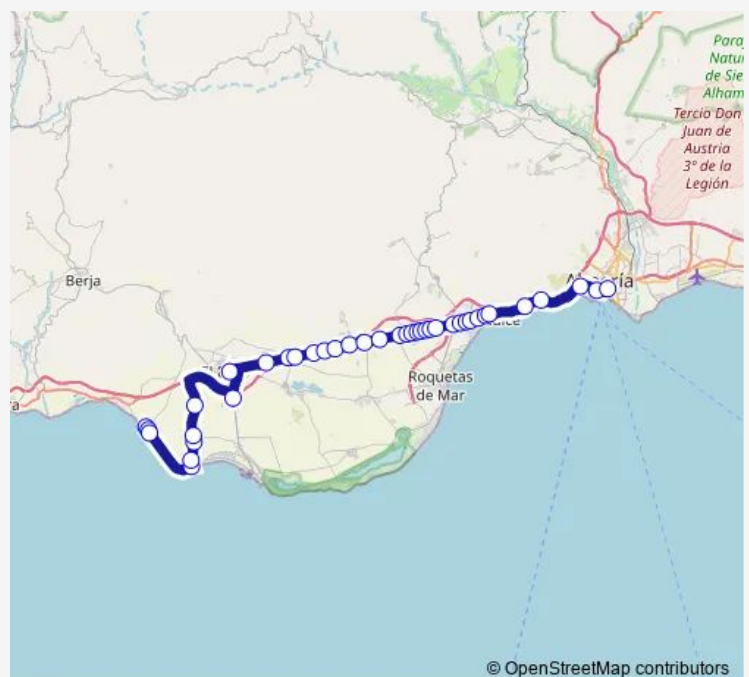 Para
Natur
de Sie
Alham
Tercio Don
Juan de
Austria
3º de la
Legión
Berja
Roquetas
de Mar
© OpenStreetMap contributors